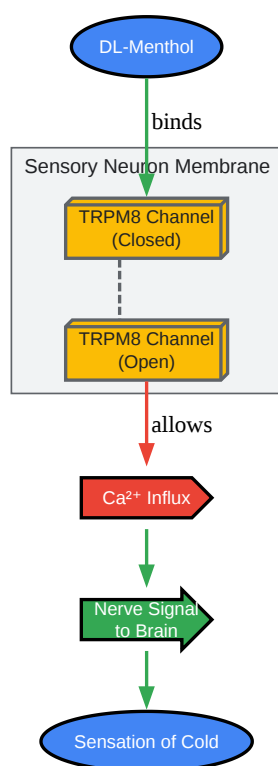 DL-Menthol
binds
Sensory Neuron Membrane
TRPM8 Channel
(Closed)
TRPM8 Channel
(Open)
allows
Ca²⁺ Influx
Nerve Signal
to Brain
Sensation of Cold